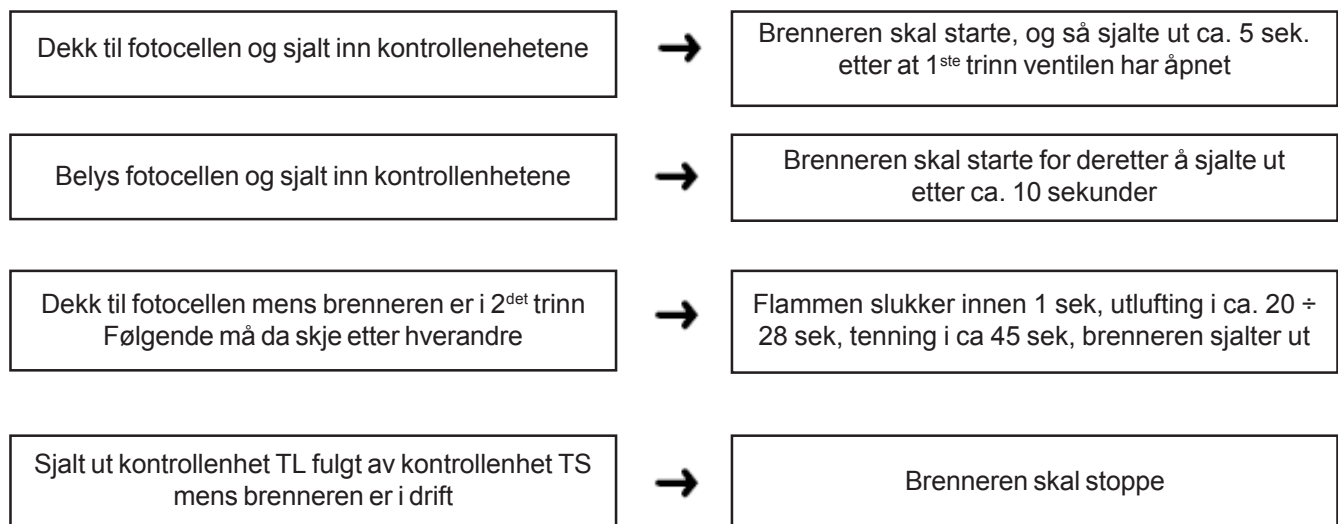 Dekk til fotocellen og sjalt inn kontrollenehetene
Brenneren skal starte, og så sjalte ut ca. 5 sek.
etter at 1ste trinn ventilen har åpnet
Belys fotocellen og sjalt inn kontrollenhetene
Brenneren skal starte for deretter å sjalte ut
etter ca. 10 sekunder
Dekk til fotocellen mens brenneren er i 2det trinn
Følgende må da skje etter hverandre
Flammen slukker innen 1 sek, utlufting i ca. 20 ÷
28 sek, tenning i ca 45 sek, brenneren sjalter ut
Sjalt ut kontrollenhet TL fulgt av kontrollenhet TS
mens brenneren er i drift
Brenneren skal stoppe